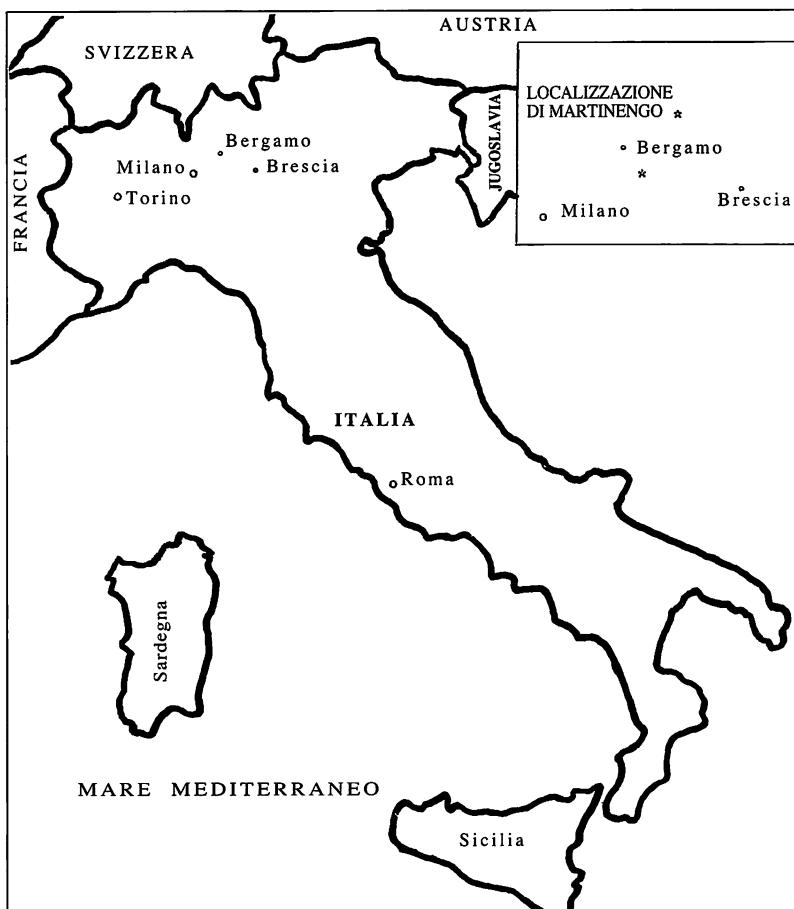 AUSTRIA
SVIZZERA
LOCALIZZAZIONE
DI MARTINENGO *
Bergamo
*
Brescia
Milano
JUGOSLAVIA
FRANCIA
Bergamo
Milano
Brescia
Torino
ITALIA
Roma
Sardegna
MARE MEDITERRANEO
Sicilia